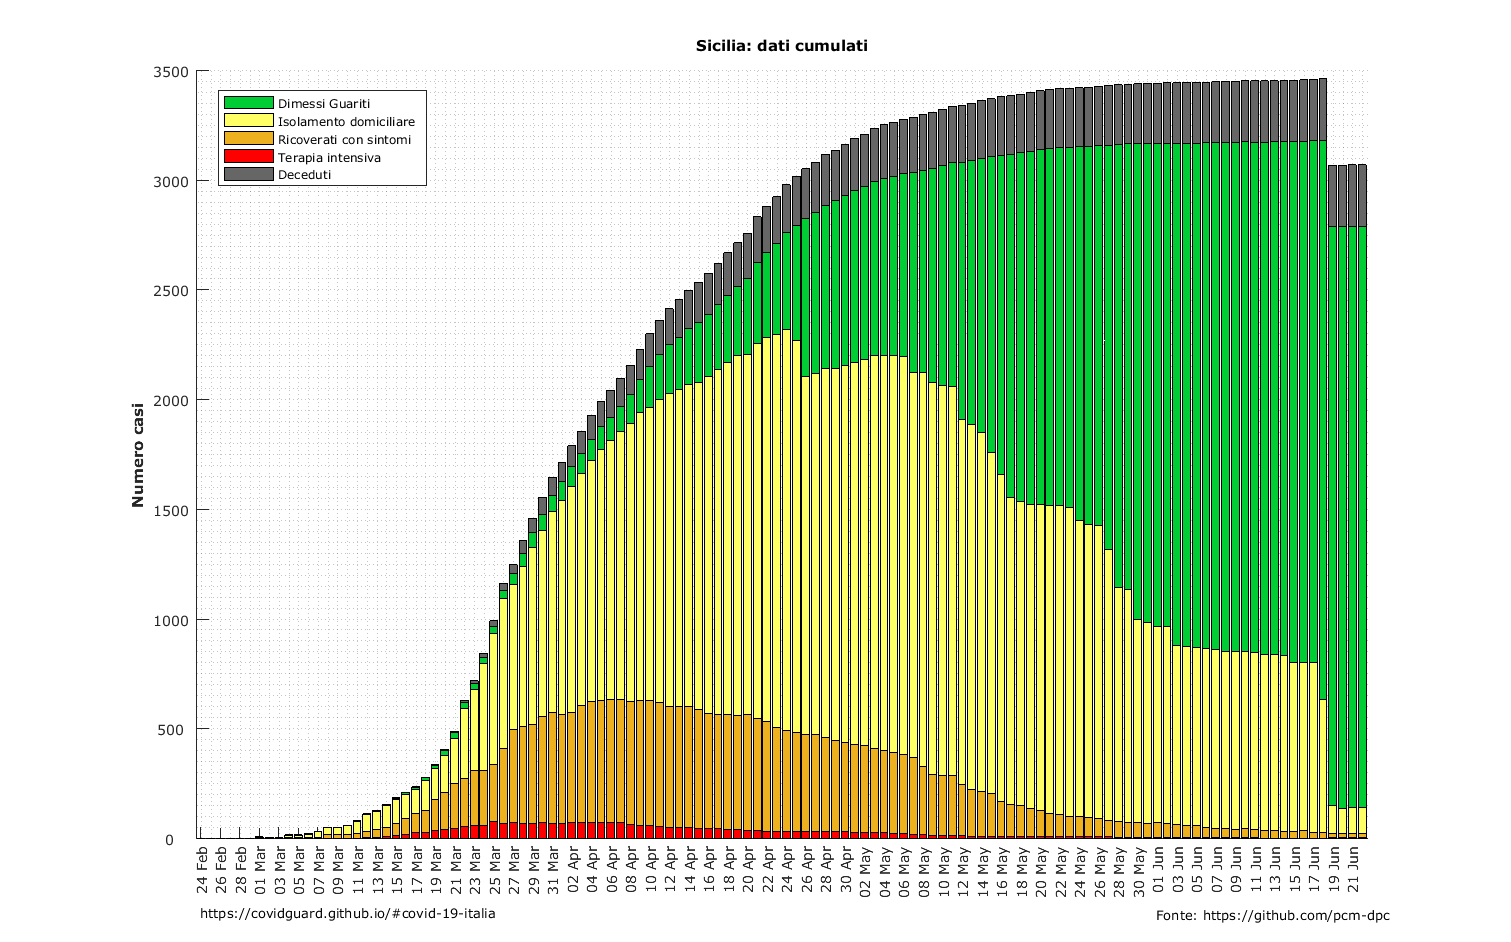 Sicilia: dati cumulati
3500
3000
2500
2000
1500
1000
500
0
Numero casi
Dimessi Guariti
Isolamento domiciliare
Ricoverati con sintomi
Terapia intensiva
Deceduti
24 Feb
26 Feb
28 Feb
01 Mar
03 Mar
05 Mar
07 Mar
09 Mar
11 Mar
13 Mar
15 Mar
17 Mar
19 Mar
21 Mar
23 Mar
25 Mar
27 Mar
29 Mar
31 Mar
02 Apr
04 Apr
06 Apr
08 Apr
10 Apr
12 Apr
14 Apr
16 Apr
18 Apr
20 Apr
22 Apr
24 Apr
26 Apr
28 Apr
30 Apr
02 May
04 May
06 May
08 May
10 May
12 May
14 May
16 May
18 May
20 May
22 May
24 May
26 May
28 May
30 May
01 Jun
03 Jun
05 Jun
07 Jun
09 Jun
11 Jun
13 Jun
15 Jun
17 Jun
19 Jun
21 Jun
https://covidguard.github.io/#covid-19-italia
Fonte: https://github.com/pcm-dpc